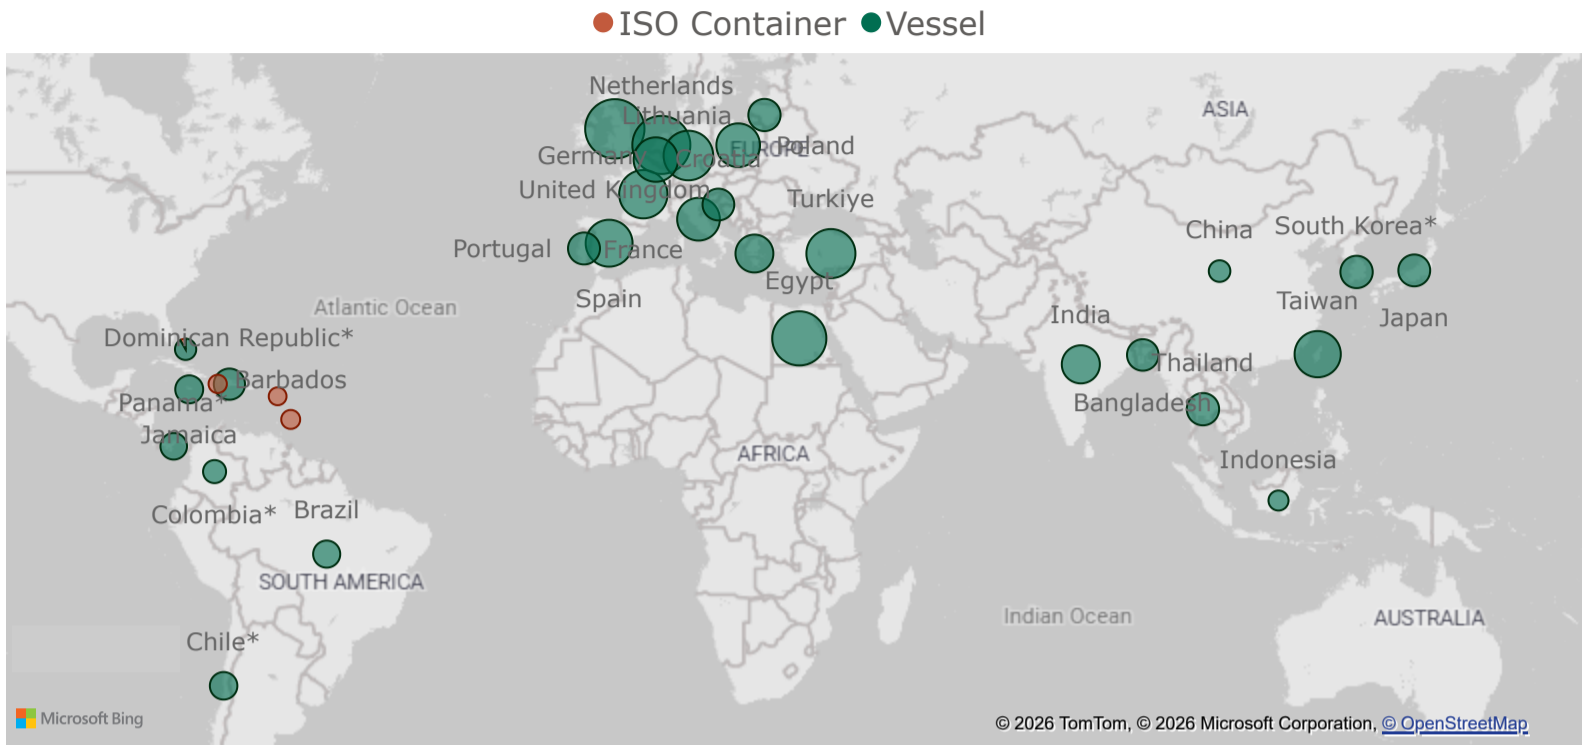 ISO Container Vessel
Netherlands
Lithuania
ASIA
Germany
Croatia
EUROPE
Poland
United Kingdom
Turkiye
China
South Korea*
Portugal
France
Egypt
Spain
Atlantic Ocean
India
Taiwan
Japan
Dominican Republic*
Barbados
Thailand
Panama*
Bangladesh
Jamaica
AFRICA
Indonesia
Colombia*
Brazil
SOUTH AMERICA
Indian Ocean
AUSTRALIA
Chile*
Microsoft Bing
© 2026 TomTom, © 2026 Microsoft Corporation, © OpenStreetMap